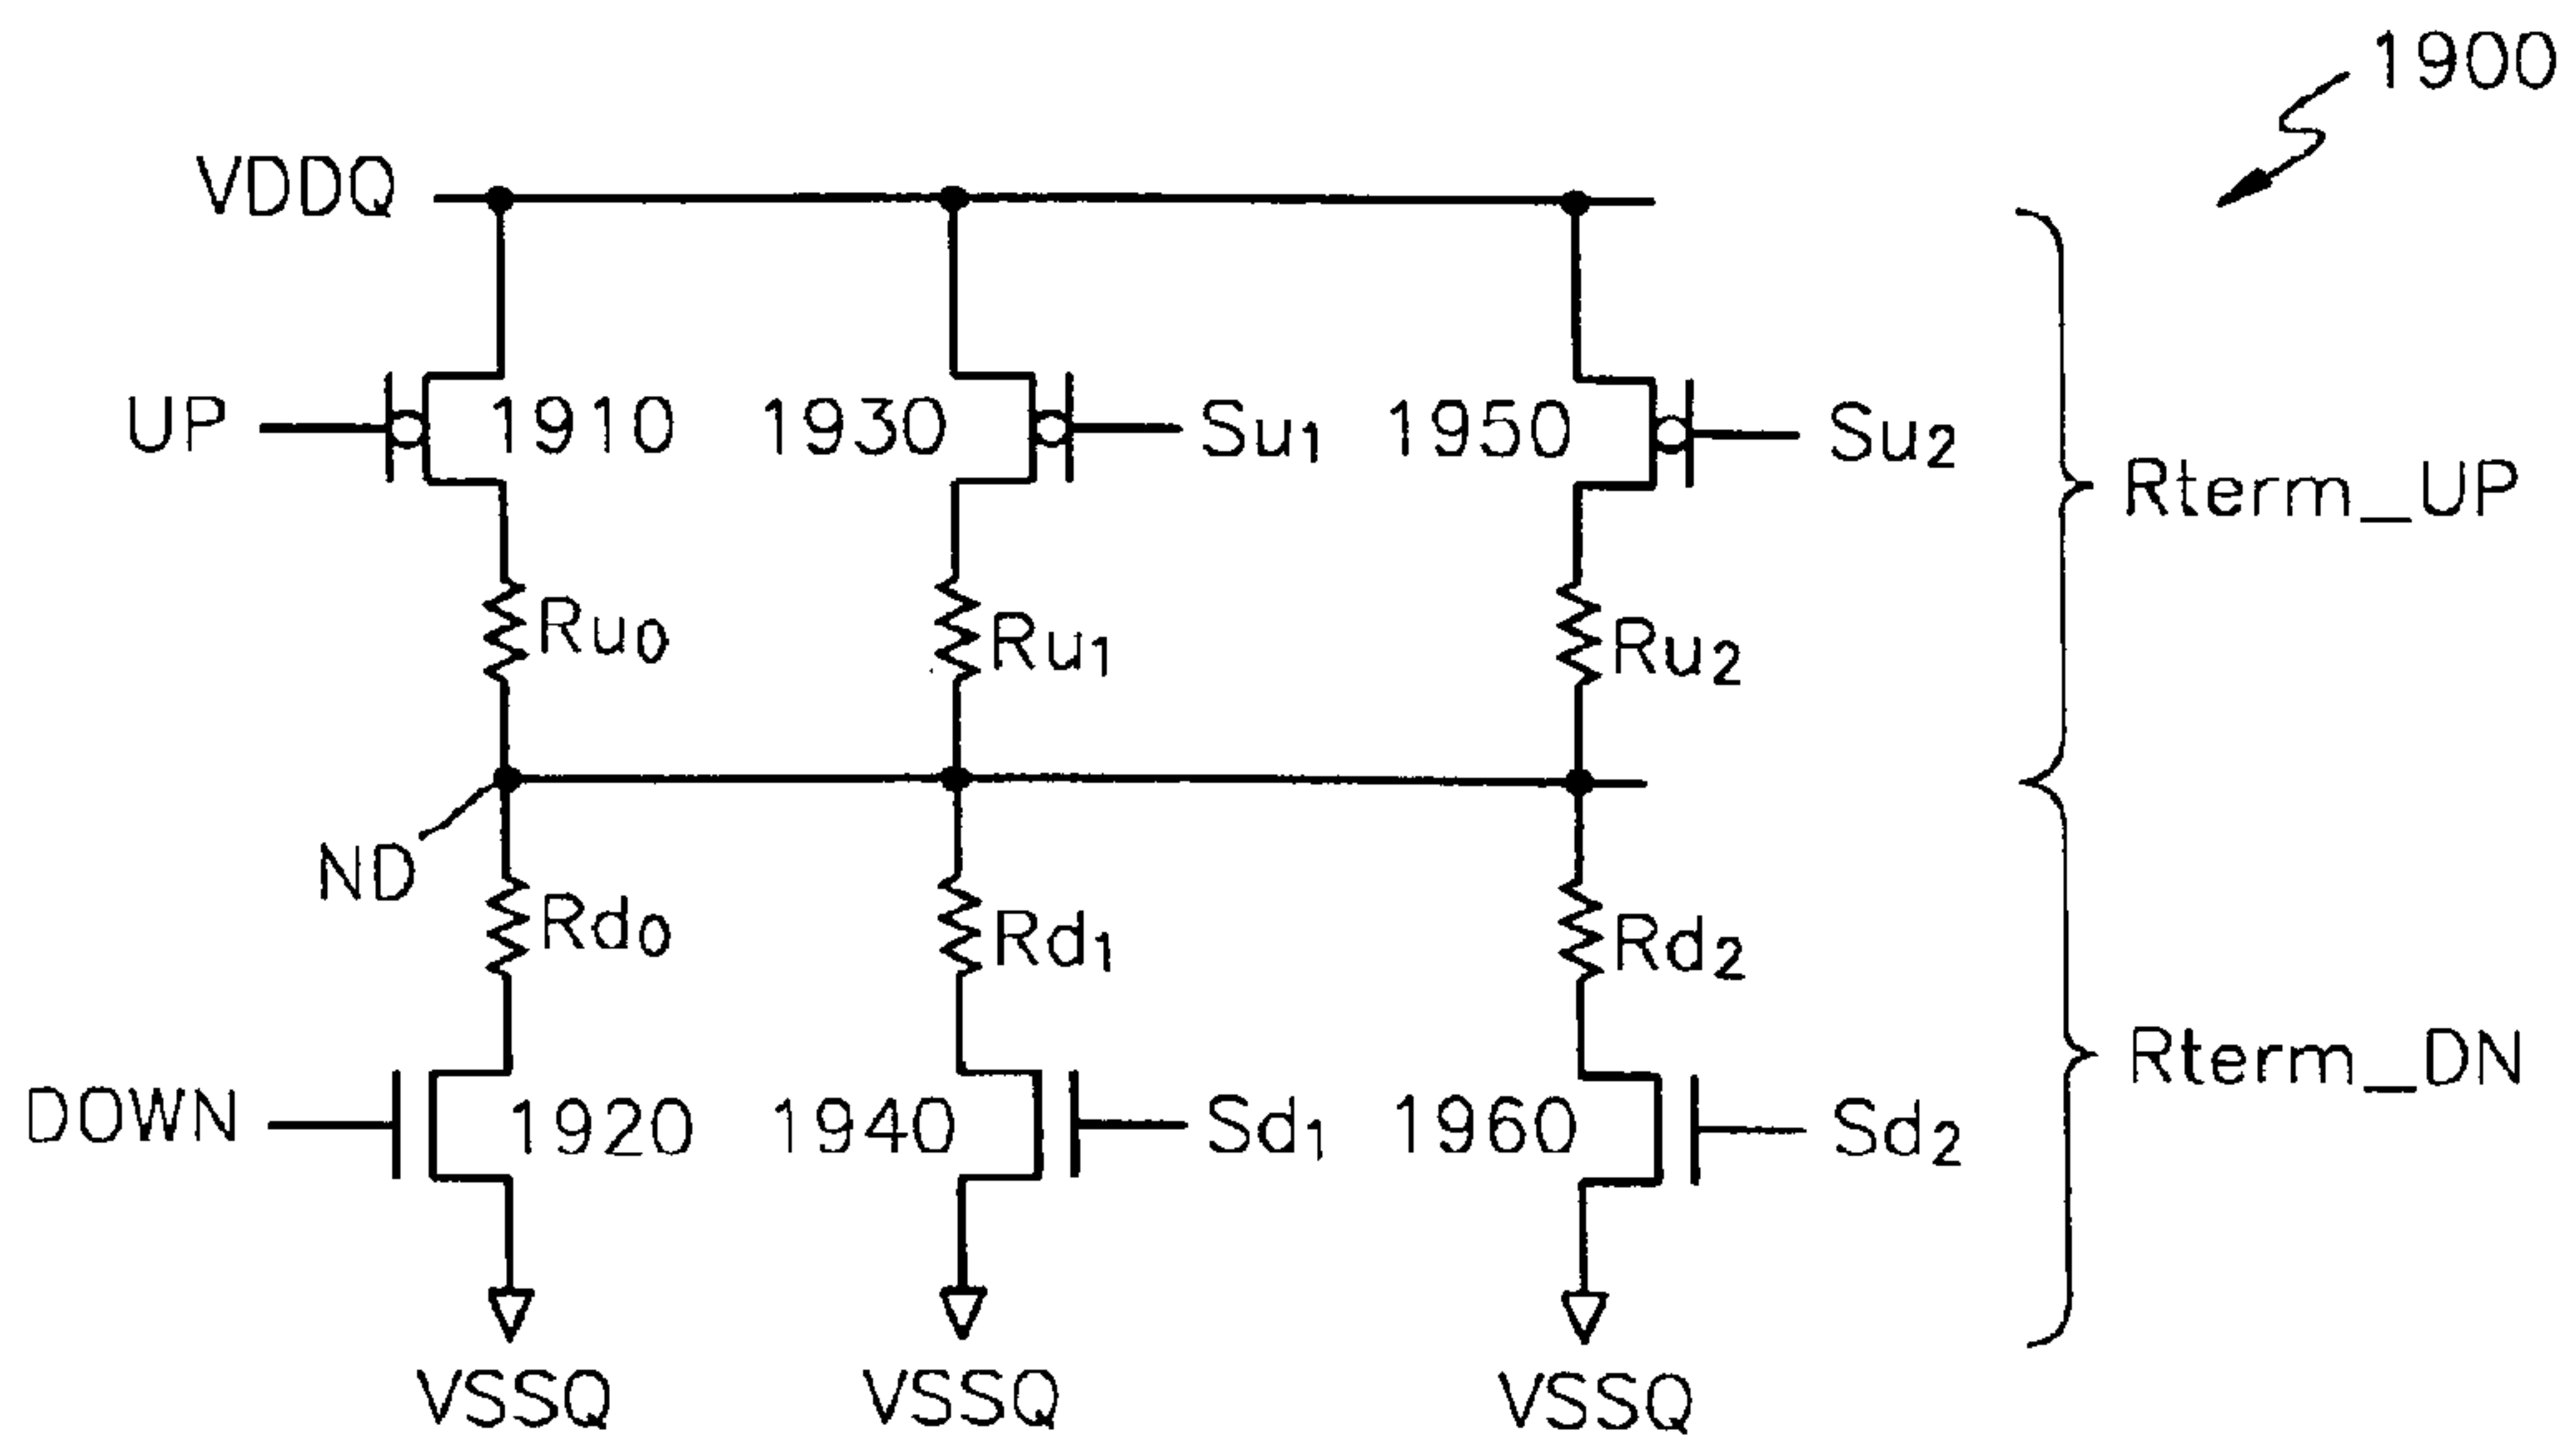 1900
VDDQ
UP 1910 1930 Su1 1950 Su2
Rterm_UP
Ru0 Ru1 Ru2
ND
Rd0 Rd1 Rd2
Rterm_DN
DOWN 1920 1940 Sd1 1960 Sd2
VSSQ VSSQ VSSQ